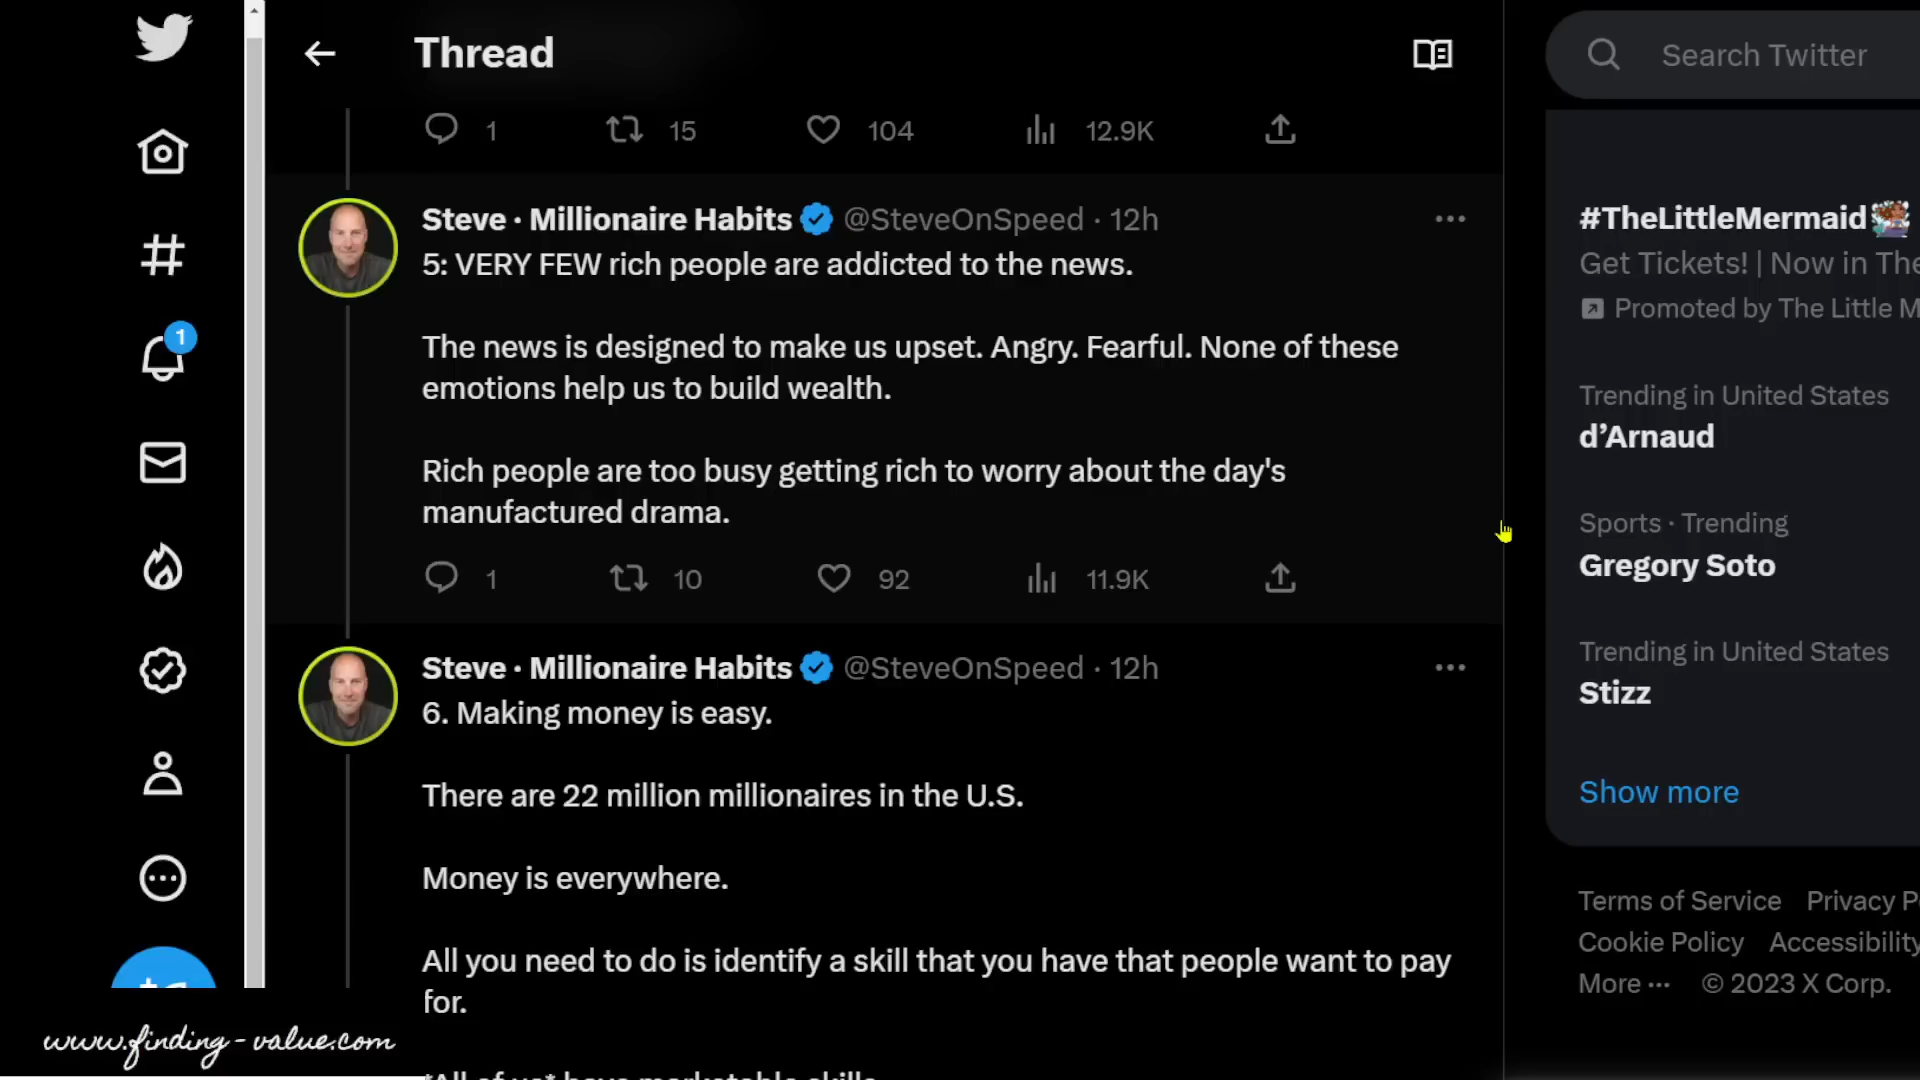 Thread
Search Twitter
1 15 104 12.9K
Steve · Millionaire Habits @SteveOnSpeed · 12h
5: VERY FEW rich people are addicted to the news.
The news is designed to make us upset. Angry. Fearful. None of these
emotions help us to build wealth.
Rich people are too busy getting rich to worry about the day's
manufactured drama.
1 10 92 11.9K
Steve · Millionaire Habits @SteveOnSpeed · 12h
6. Making money is easy.
There are 22 million millionaires in the U.S.
Money is everywhere.
All you need to do is identify a skill that you have that people want to pay
for.
*All of us* have marketable skills
1
#TheLittleMermaid
Get Tickets! | Now in The
Promoted by The Little M
Trending in United States
d’Arnaud
Sports · Trending
Gregory Soto
Trending in United States
Stizz
Show more
Terms of Service Privacy P
Cookie Policy Accessibility
More ··· © 2023 X Corp.
www.finding-value.com